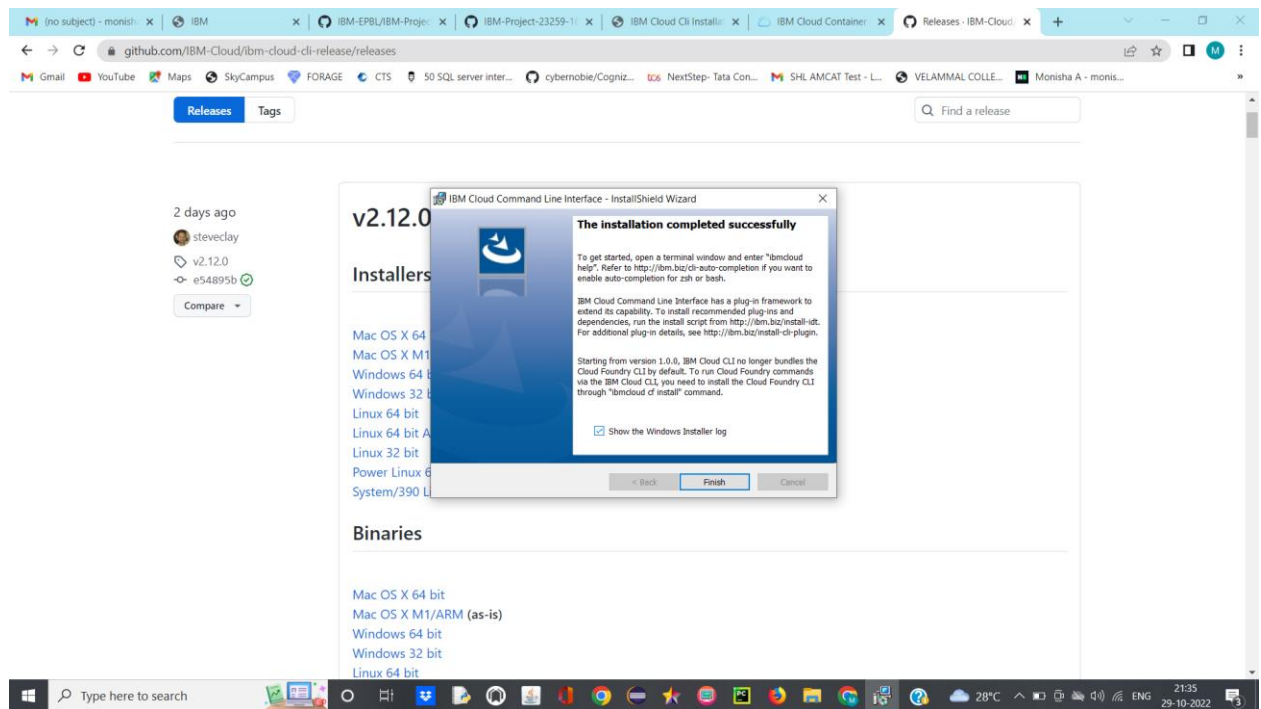 (no subject) - monish
IBM
IBM-EPBL/IBM-Projec
IBM-Project-23259-1
IBM Cloud Cli Installa
IBM Cloud Container
Releases · IBM-Cloud/
github.com/IBM-Cloud/ibm-cloud-cli-release/releases
M
Gmail
YouTube
Maps
SkyCampus
FORAGE
CTS
50 SQL server inter...
cybernobie/Cogniz...
NextStep- Tata Con...
SHL AMCAT Test - L...
VELAMMAL COLLE...
Monisha A - monis...
»
Releases
Tags
Find a release
2 days ago
steveclay
v2.12.0
e54895b
Compare
v2.12.0
Installers
Mac OS X 64
Mac OS X M1
Windows 64 b
Windows 32 b
Linux 64 bit
Linux 64 bit A
Linux 32 bit
Power Linux 6
System/390 Li
IBM Cloud Command Line Interface - InstallShield Wizard
The installation completed successfully
To get started, open a terminal window and enter "ibmcloud
help". Refer to http://ibm.biz/cli-auto-completion if you want to
enable auto-completion for zsh or bash.
IBM Cloud Command Line Interface has a plug-in framework to
extend its capability. To install recommended plug-ins and
dependencies, run the install script from http://ibm.biz/install-idt.
For additional plug-in details, see http://ibm.biz/install-cli-plugin.
Starting from version 1.0.0, IBM Cloud CLI no longer bundles the
Cloud Foundry CLI by default. To run Cloud Foundry commands
via the IBM Cloud CLI, you need to install the Cloud Foundry CLI
through "ibmcloud cf install" command.
Show the Windows Installer log
< Back
Finish
Cancel
Binaries
Mac OS X 64 bit
Mac OS X M1/ARM (as-is)
Windows 64 bit
Windows 32 bit
Linux 64 bit
Type here to search
28°C
ENG
21:35
29-10-2022